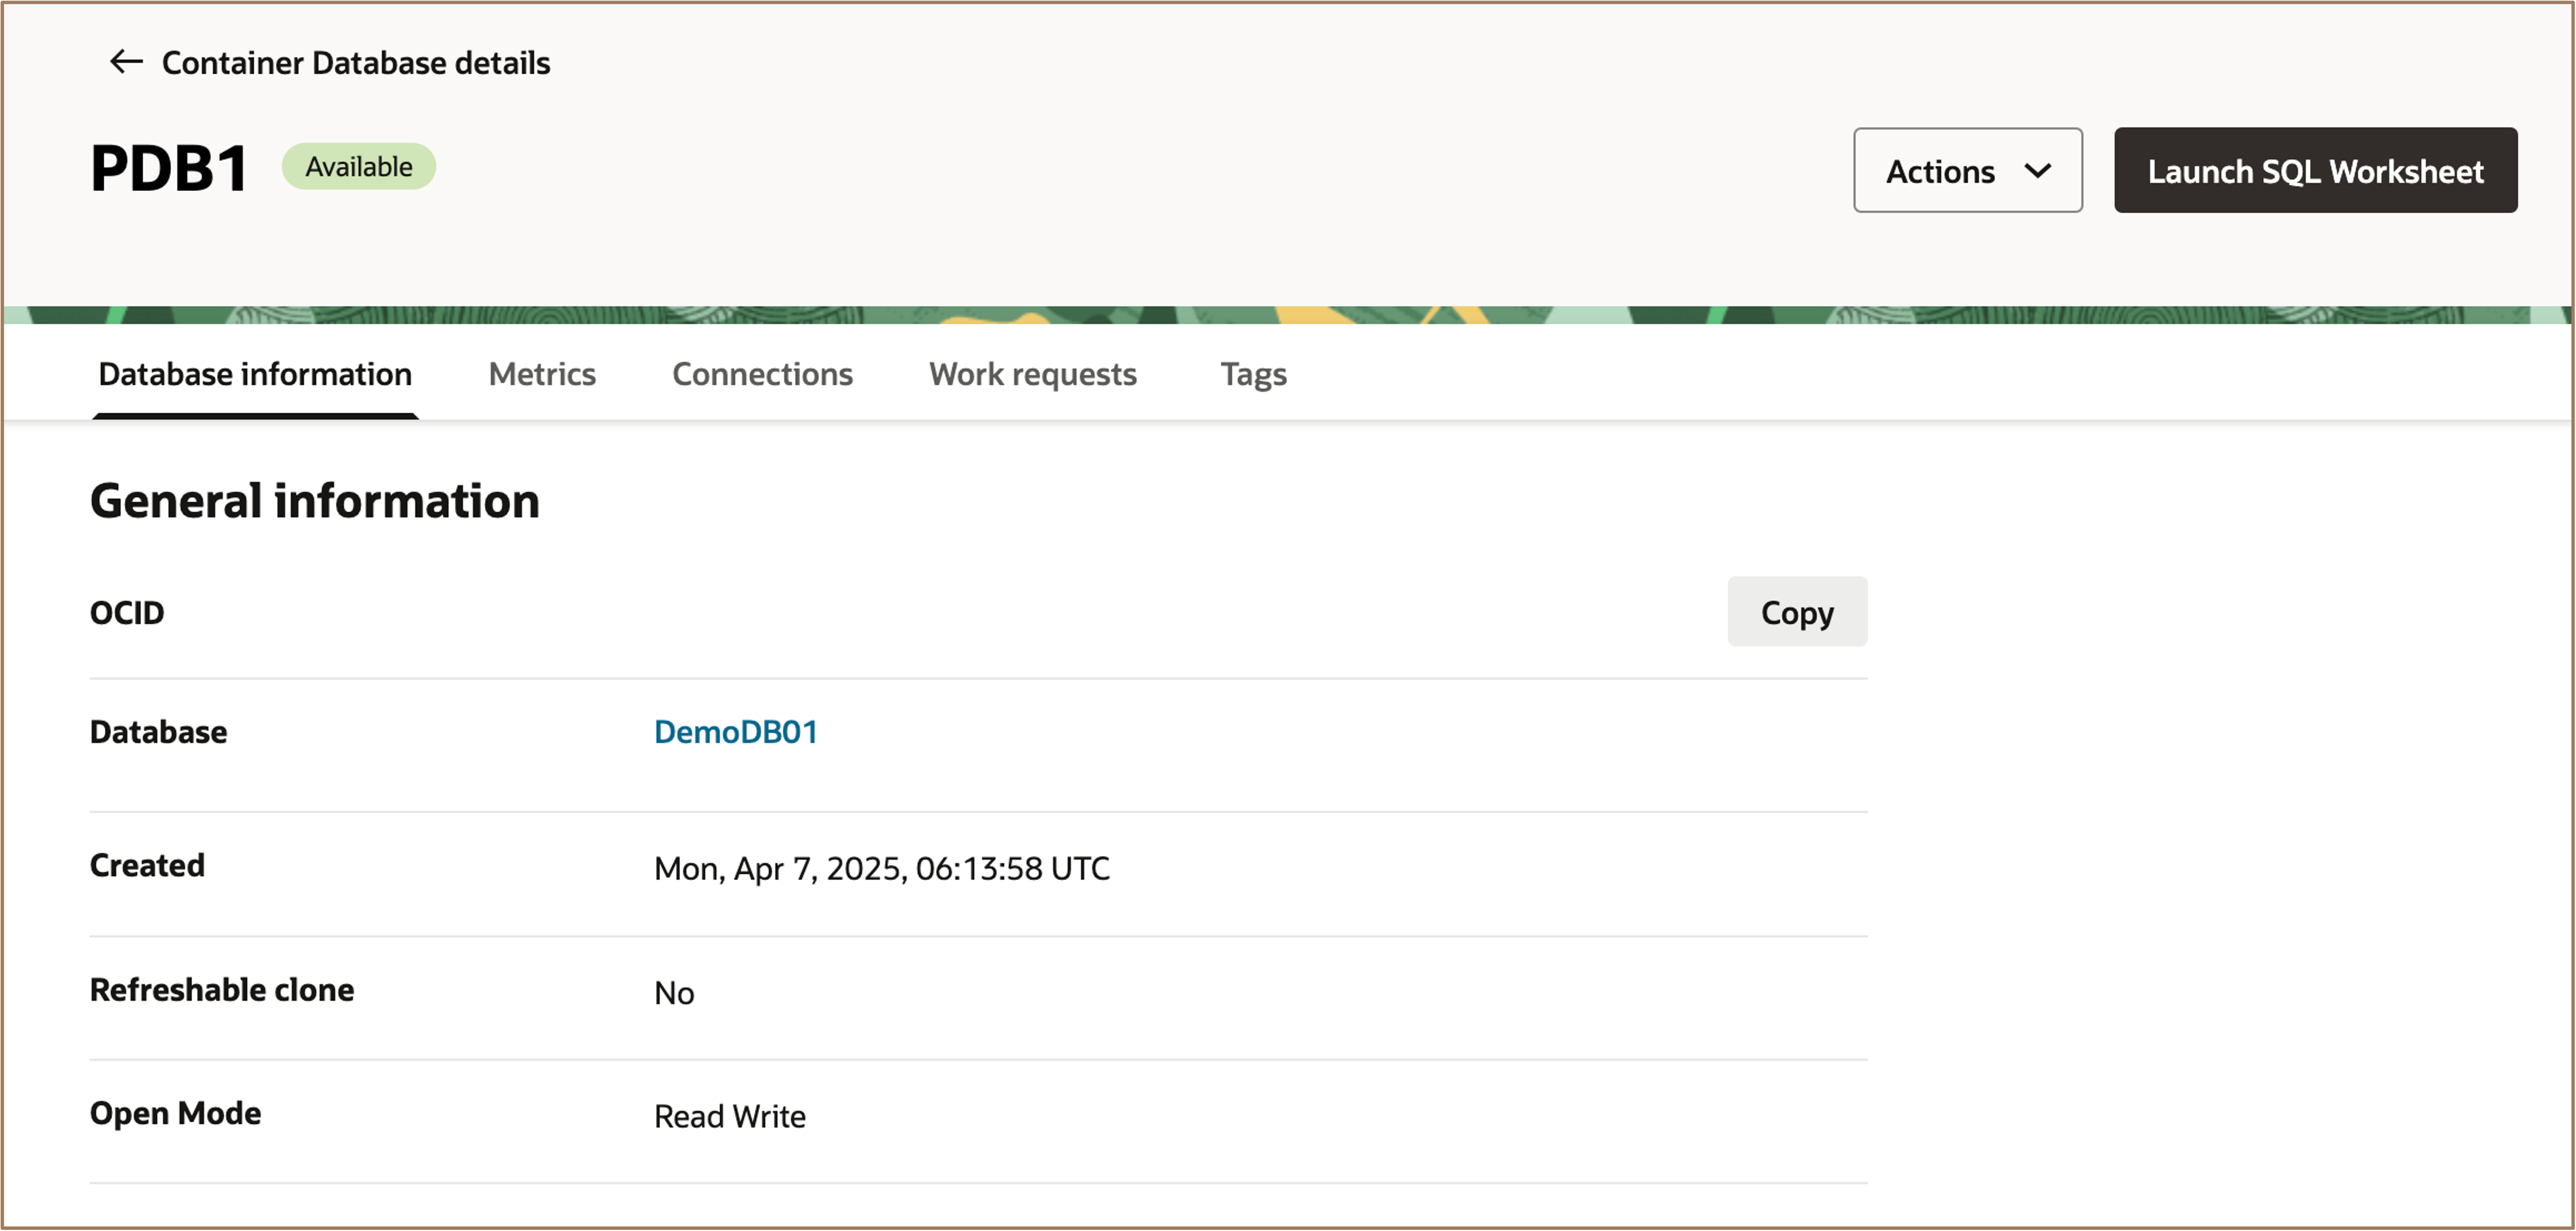 Container Database details
PDB1 Available
Actions Launch SQL Worksheet
Database information Metrics Connections Work requests Tags
General information
OCID Copy
Database DemoDB01
Created Mon, Apr 7, 2025, 06:13:58 UTC
Refreshable clone No
Open Mode Read Write